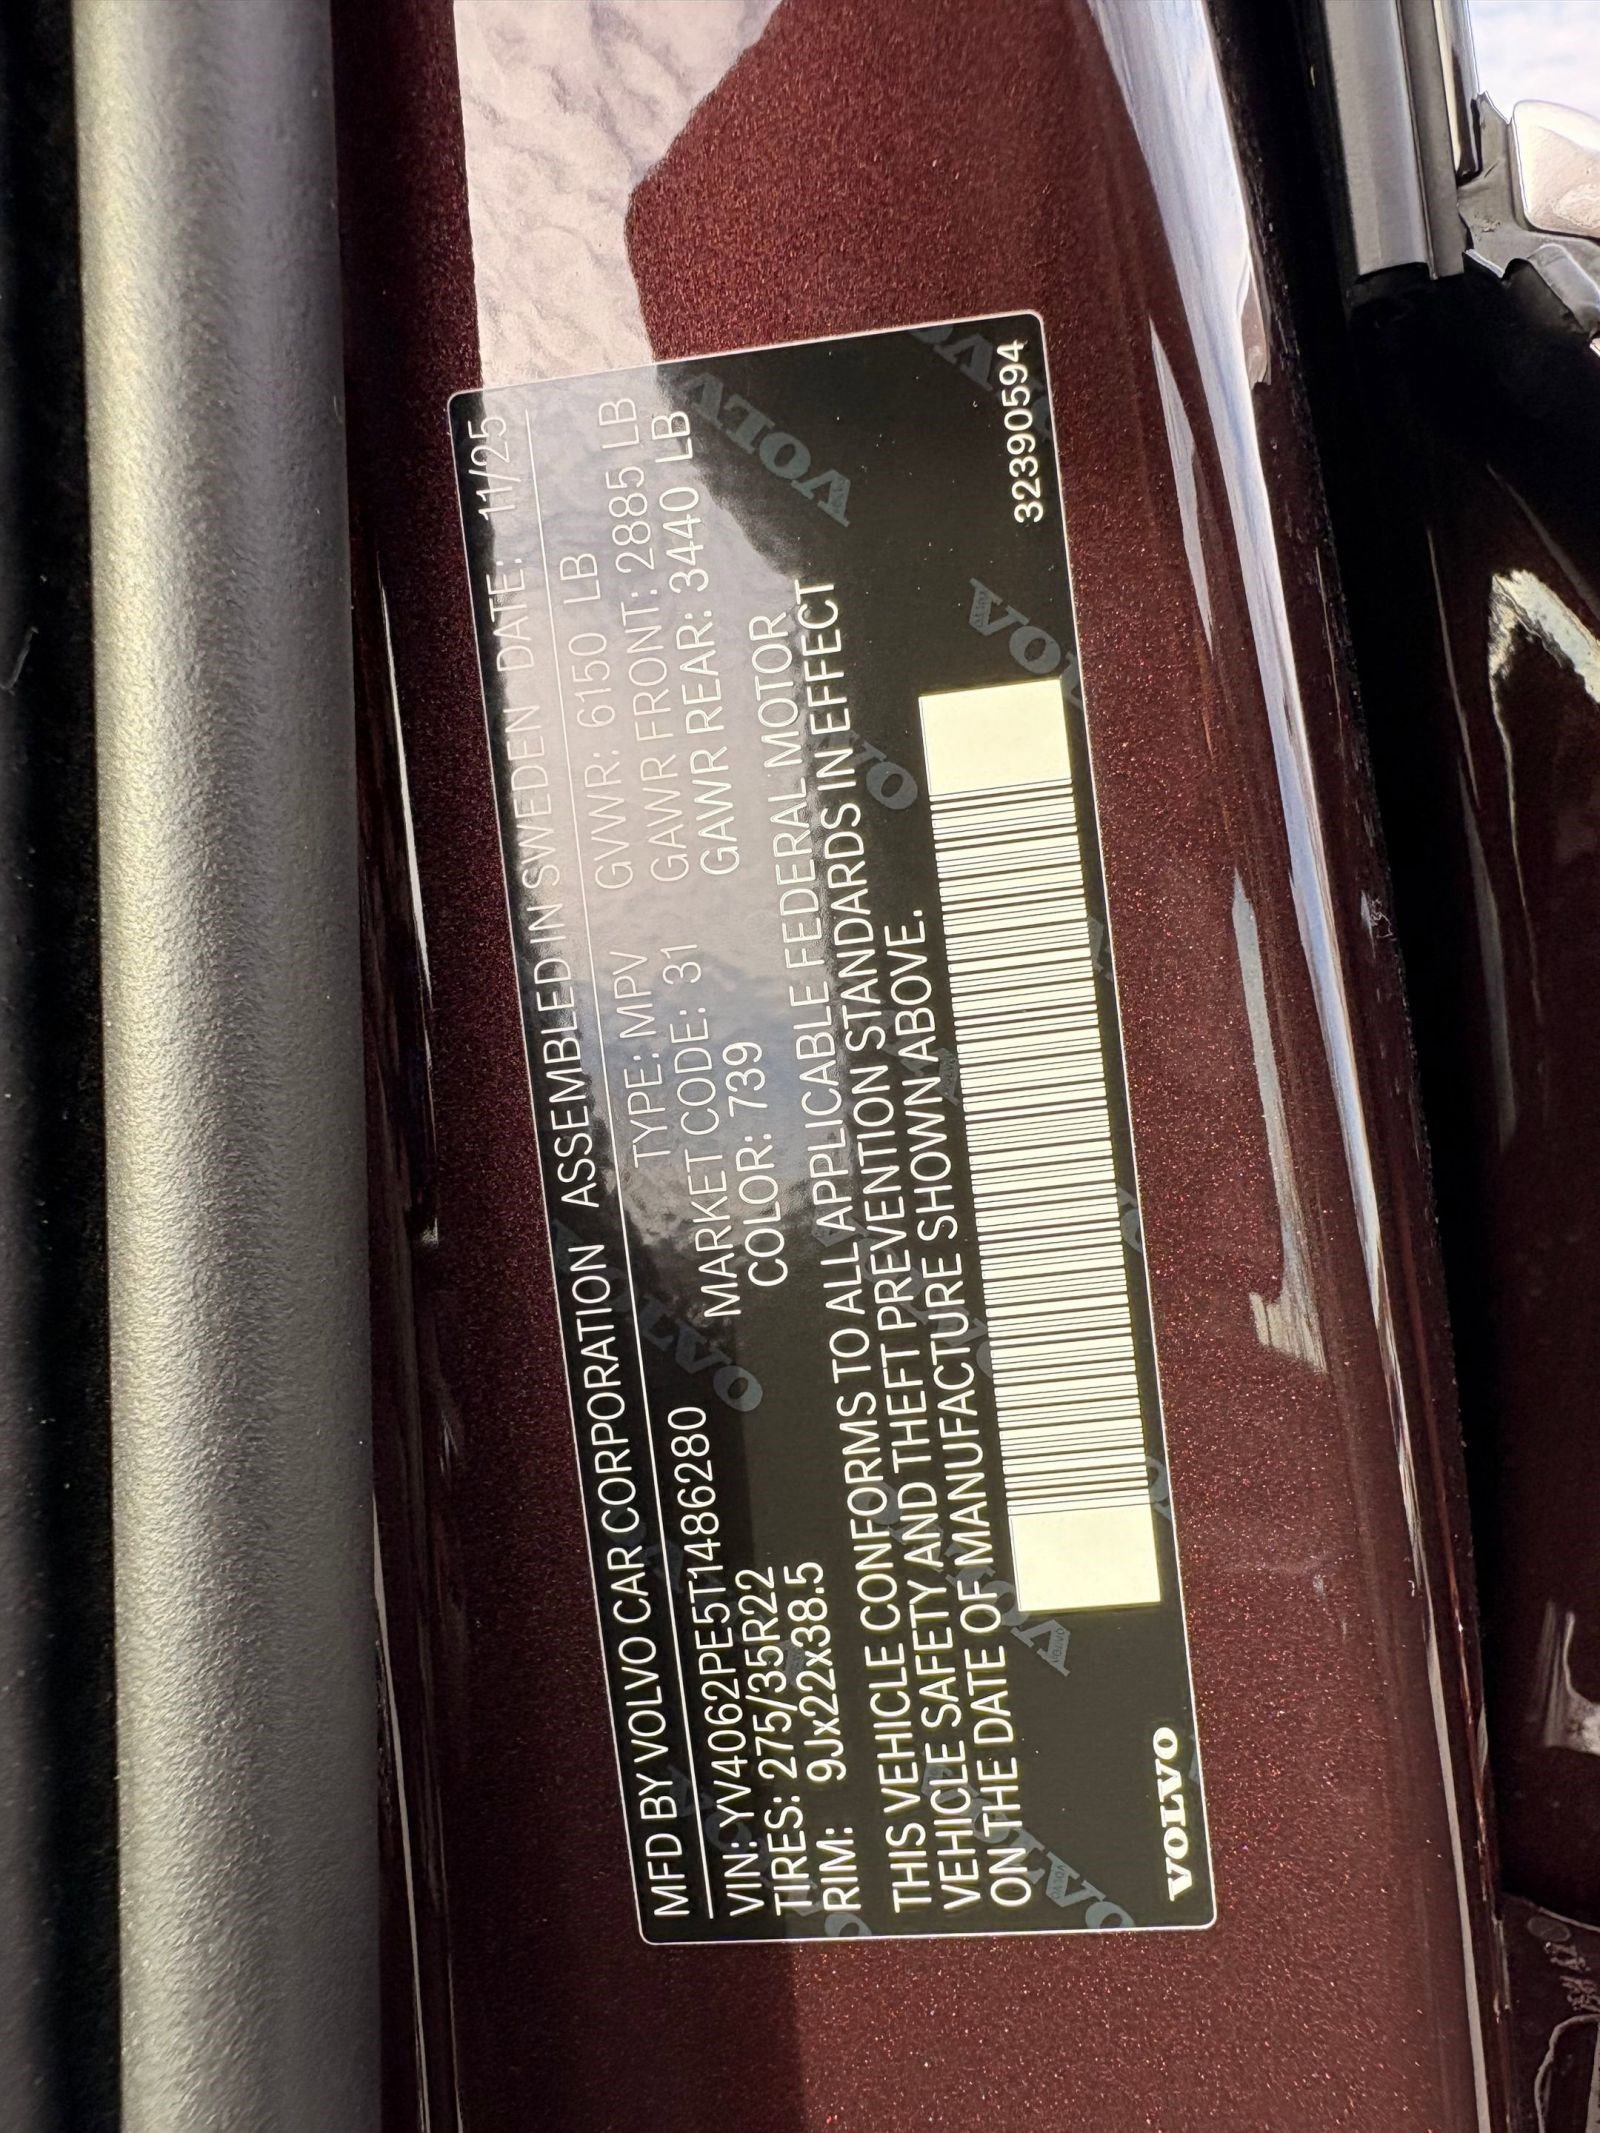 MFD BY VOLVO CAR CORPORATION ASSEMBLED IN SWEDEN DATE: 11/25
VIN: YV4062PE5T1486280 TYPE: MPV GVWR: 6150 LB
TIRES: 275/35R22 MARKET CODE: 31 GAWR FRONT: 2885 LB
RIM: 9Jx22x38.5 COLOR: 739 GAWR REAR: 3440 LB
THIS VEHICLE CONFORMS TO ALL APPLICABLE FEDERAL MOTOR
VEHICLE SAFETY AND THEFT PREVENTION STANDARDS IN EFFECT
ON THE DATE OF MANUFACTURE SHOWN ABOVE.
VOLVO 32390594